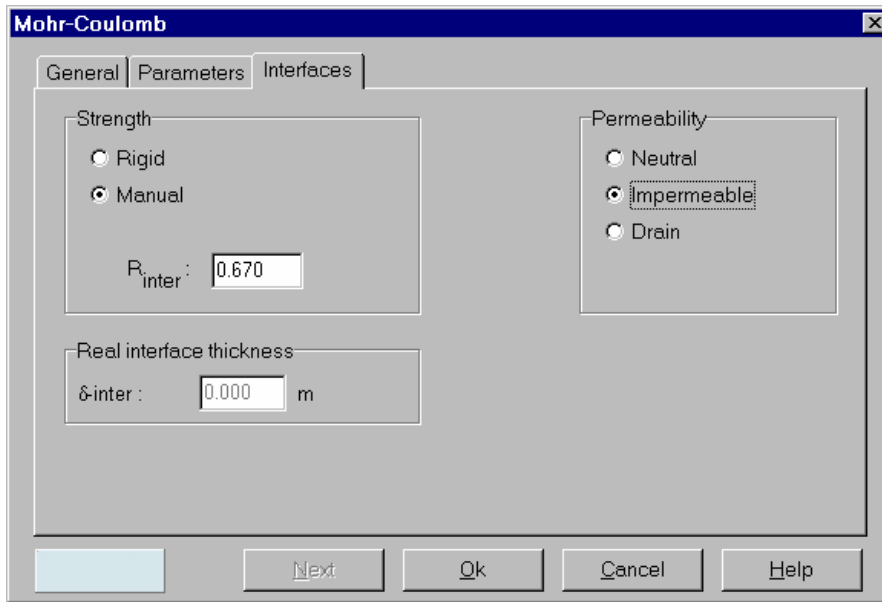 Mohr-Coulomb
General Parameters Interfaces
Strength
Rigid
Manual
Rinter : 0.670
Permeability
Neutral
Impermeable
Drain
Real interface thickness
δ-inter : 0.000 m
Next Ok Cancel Help